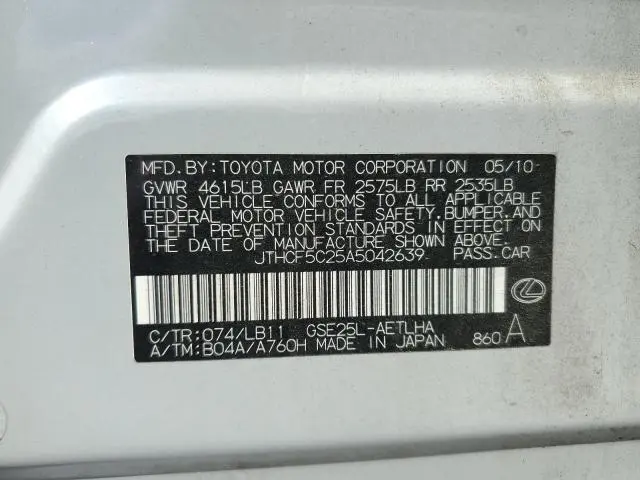 MFD.BY:TOYOTA MOTOR CORPORATION 05/10
GVWR 4615LB GAWR FR 2575LB RR 2535LB
THIS VEHICLE CONFORMS TO ALL APPLICABLE
FEDERAL MOTOR VEHICLE SAFETY,BUMPER,AND
THEFT PREVENTION STANDARDS IN EFFECT ON
THE DATE OF MANUFACTURE SHOWN ABOVE.
JTHCF5C25A5042639 PASS.CAR
C/TR:074/LB11 GSE25L-AETLHA
A/TM:B04A/A760H MADE IN JAPAN 860 A